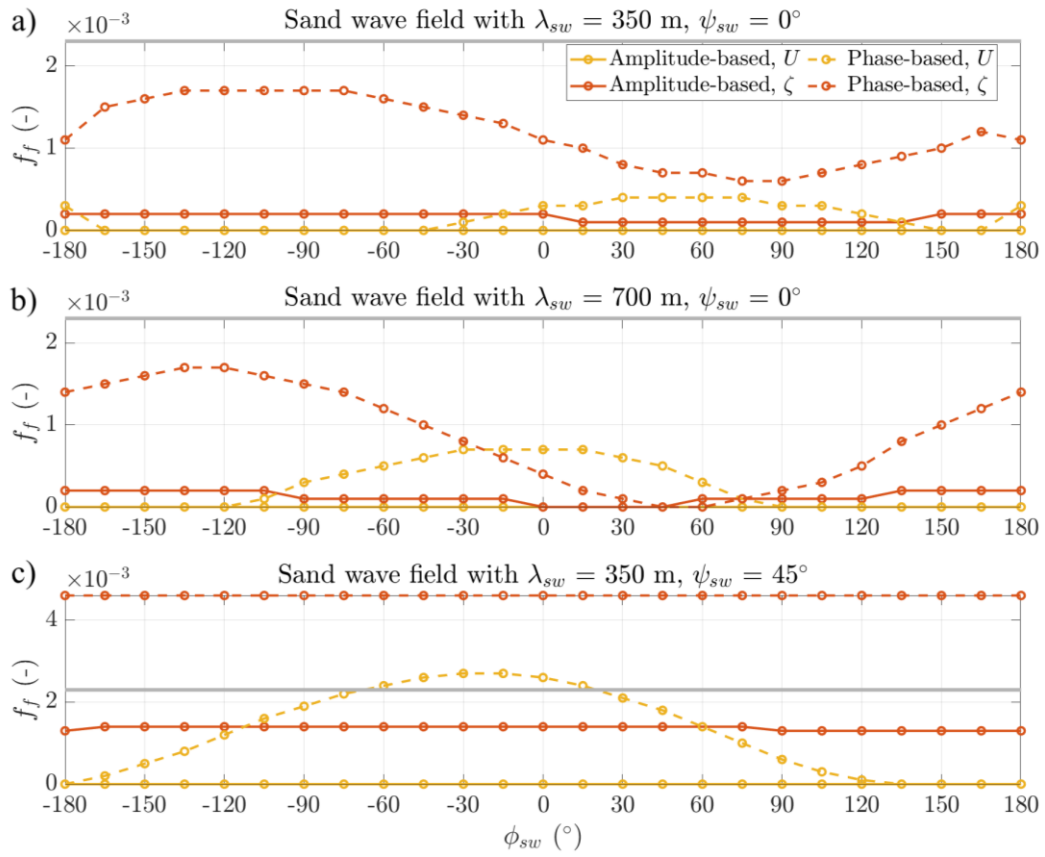 a)
×10⁻³
Sand wave field with λ_sw = 350 m, ψ_sw = 0°
Amplitude-based, U
Phase-based, U
Amplitude-based, ζ
Phase-based, ζ
2
1
0
f_f (-)
-180 -150 -120 -90 -60 -30 0 30 60 90 120 150 180
b)
×10⁻³
Sand wave field with λ_sw = 700 m, ψ_sw = 0°
2
1
0
f_f (-)
-180 -150 -120 -90 -60 -30 0 30 60 90 120 150 180
c)
×10⁻³
Sand wave field with λ_sw = 350 m, ψ_sw = 45°
4
2
0
f_f (-)
-180 -150 -120 -90 -60 -30 0 30 60 90 120 150 180
ϕ_sw (°)